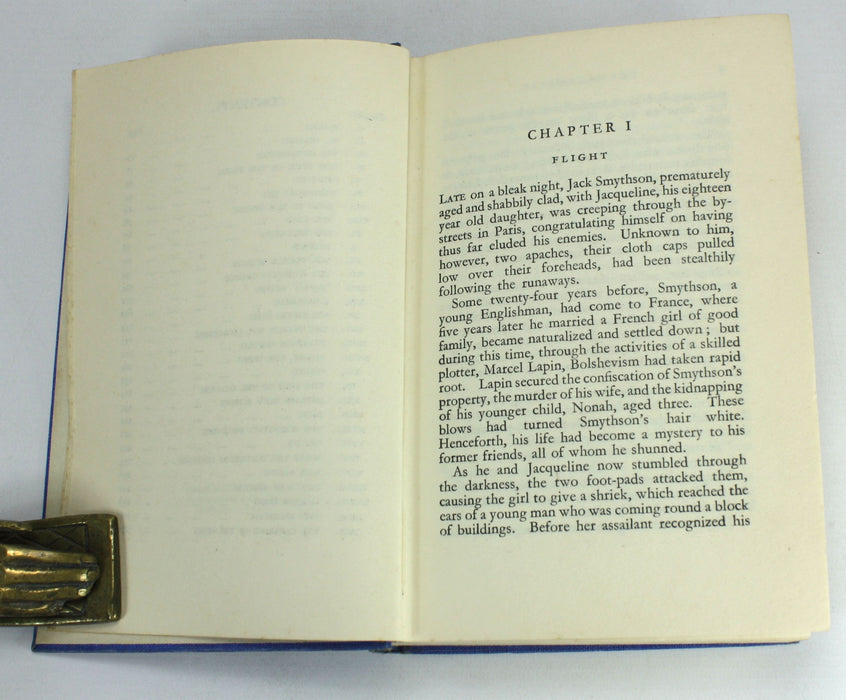 CHAPTER I
FLIGHT
LATE on a bleak night, Jack Smythson, prematurely
aged and shabbily clad, with Jacqueline, his eighteen
year old daughter, was creeping through the by-
streets in Paris, congratulating himself on having
thus far eluded his enemies. Unknown to him,
however, two apaches, their cloth caps pulled
low over their foreheads, had been stealthily
following the runaways.
Some twenty-four years before, Smythson, a
young Englishman, had come to France, where
five years later he married a French girl of good
family, became naturalized and settled down; but
during this time, through the activities of a skilled
plotter, Marcel Lapin, Bolshevism had taken rapid
root. Lapin secured the confiscation of Smythson's
property, the murder of his wife, and the kidnapping
of his younger child, Nonah, aged three. These
blows had turned Smythson's hair white.
Henceforth, his life had become a mystery to his
former friends, all of whom he shunned.
As he and Jacqueline now stumbled through
the darkness, the two foot-pads attacked them,
causing the girl to give a shriek, which reached the
ears of a young man who was coming round a block
of buildings. Before her assailant recognized his